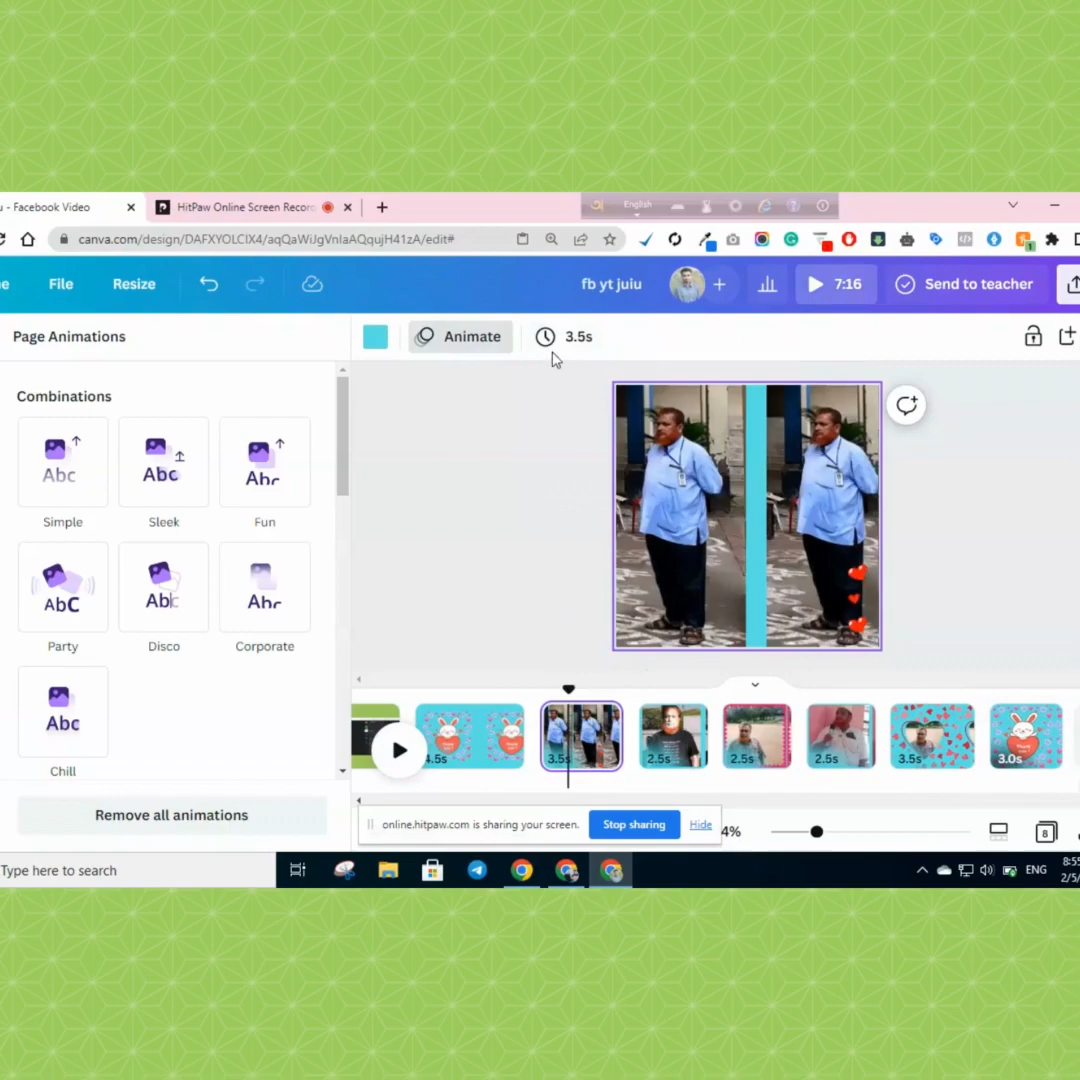 u - Facebook Video
HitPaw Online Screen Recor
English
canva.com/design/DAFXYOLCIX4/aqQaWiJgVnIaAQqujH41zA/edit#
File
Resize
fb yt juiu
7:16
Send to teacher
Page Animations
Animate
3.5s
Combinations
Abc
Abc
Abc
Simple
Sleek
Fun
AbC
Abc
Abc
Party
Disco
Corporate
Abc
Chill
Remove all animations
4.5s
3.5s
2.5s
2.5s
2.5s
3.5s
3.0s
online.hitpaw.com is sharing your screen.
Stop sharing
Hide
4%
8
Type here to search
ENG
8:55
2/5/